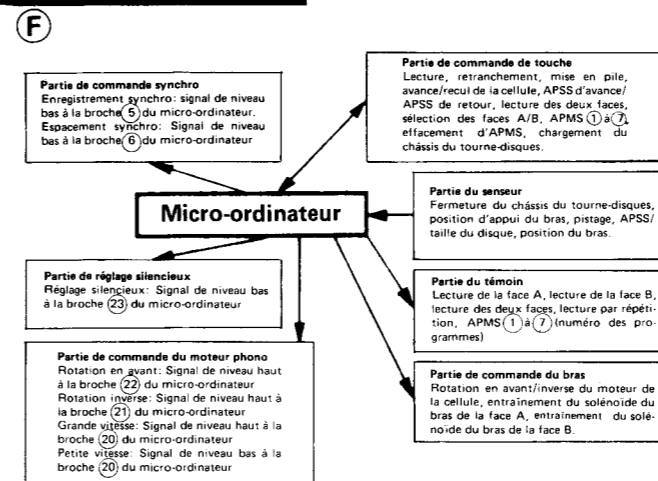 F
Partie de commande synchro
Enregistrement synchro: signal de niveau
bas à la broche 5 du micro-ordinateur.
Espacement synchro: Signal de niveau
bas à la broche 6 du micro-ordinateur
Partie de commande de touche
Lecture, retranchement, mise en pile,
avance/recul de la cellule, APSS d'avance/
APSS de retour, lecture des deux faces,
sélection des faces A/B, APMS 1 à 7,
effacement d'APMS, chargement du
châssis du tourne-disques.
Micro-ordinateur
Partie du senseur
Fermeture du châssis du tourne-disques,
position d'appui du bras, pistage, APSS/
taille du disque, position du bras.
Partie de réglage silencieux
Réglage silencieux: Signal de niveau bas
à la broche 23 du micro-ordinateur
Partie du témoin
Lecture de la face A, lecture de la face B,
lecture des deux faces, lecture par répéti-
tion, APMS 1 à 7 (numéro des pro-
grammes)
Partie de commande du moteur phono
Rotation en avant: Signal de niveau haut
à la broche 22 du micro-ordinateur
Rotation inverse: Signal de niveau haut à
la broche 21 du micro-ordinateur
Grande vitesse: Signal de niveau haut à la
broche 20 du micro-ordinateur
Petite vitesse: Signal de niveau bas à la
broche 20 du micro-ordinateur
Partie de commande du bras
Rotation en avant/inverse du moteur de
la cellule, entraînement du solénoïde du
bras de la face A, entraînement du solé-
noïde du bras de la face B.